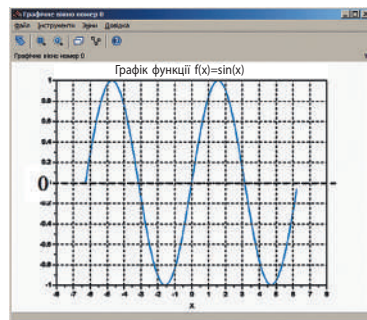 Графічне вікно номер 0
Файл Інструменти Зміни Довідка
Графічне вікно номер 0
Графік функції f(x)=sin(x)
1
0.8
0.6
0.4
0.2
0
-0.2
-0.4
-0.6
-0.8
-1
-8 -7 -6 -5 -4 -3 -2 -1 0 1 2 3 4 5 6 7 8
x